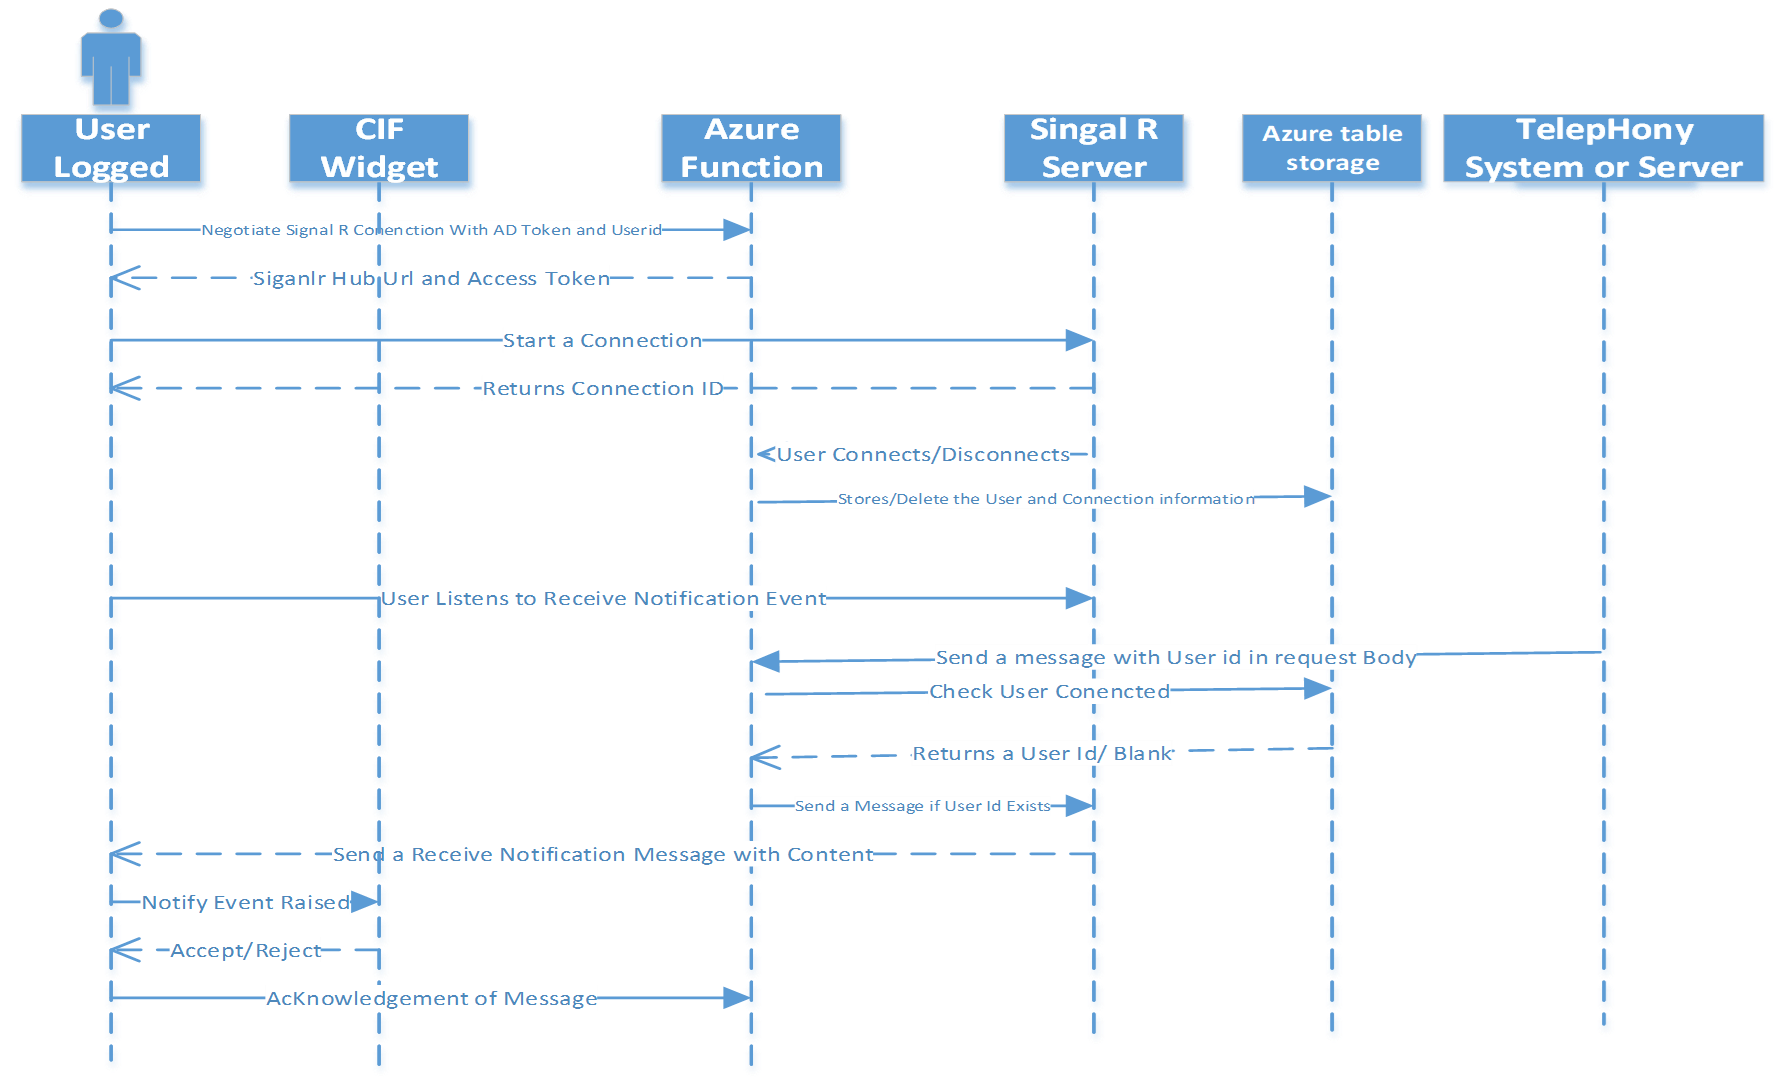 User
Logged
CIF
Widget
Azure
Function
Singal R
Server
Azure table
storage
TelepHony
System or Server
Negotiate Signal R Conenction With AD Token and Userid
Siganlr Hub Url and Access Token
Start a Connection
Returns Connection ID
User Connects/Disconnects
Stores/Delete the User and Connection information
User Listens to Receive Notification Event
Send a message with User id in request Body
Check User Conencted
Returns a User Id/ Blank
Send a Message if User Id Exists
Send a Receive Notification Message with Content
Notify Event Raised
Accept/Reject
AcKnowledgement of Message